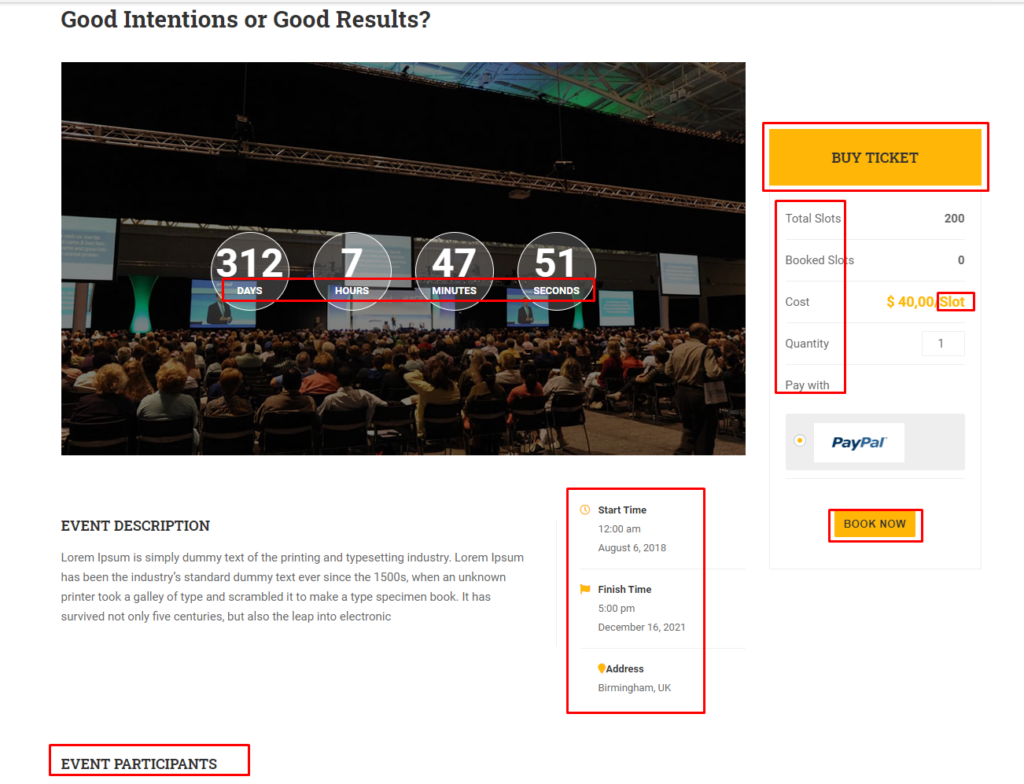 Good Intentions or Good Results?
312
DAYS
7
HOURS
47
MINUTES
51
SECONDS
BUY TICKET
Total Slots 200
Booked Slots 0
Cost $ 40,00/Slot
Quantity 1
Pay with
PayPal
BOOK NOW
EVENT DESCRIPTION
Lorem Ipsum is simply dummy text of the printing and typesetting industry. Lorem Ipsum
has been the industry's standard dummy text ever since the 1500s, when an unknown
printer took a galley of type and scrambled it to make a type specimen book. It has
survived not only five centuries, but also the leap into electronic
Start Time
12:00 am
August 6, 2018
Finish Time
5:00 pm
December 16, 2021
Address
Birmingham, UK
EVENT PARTICIPANTS